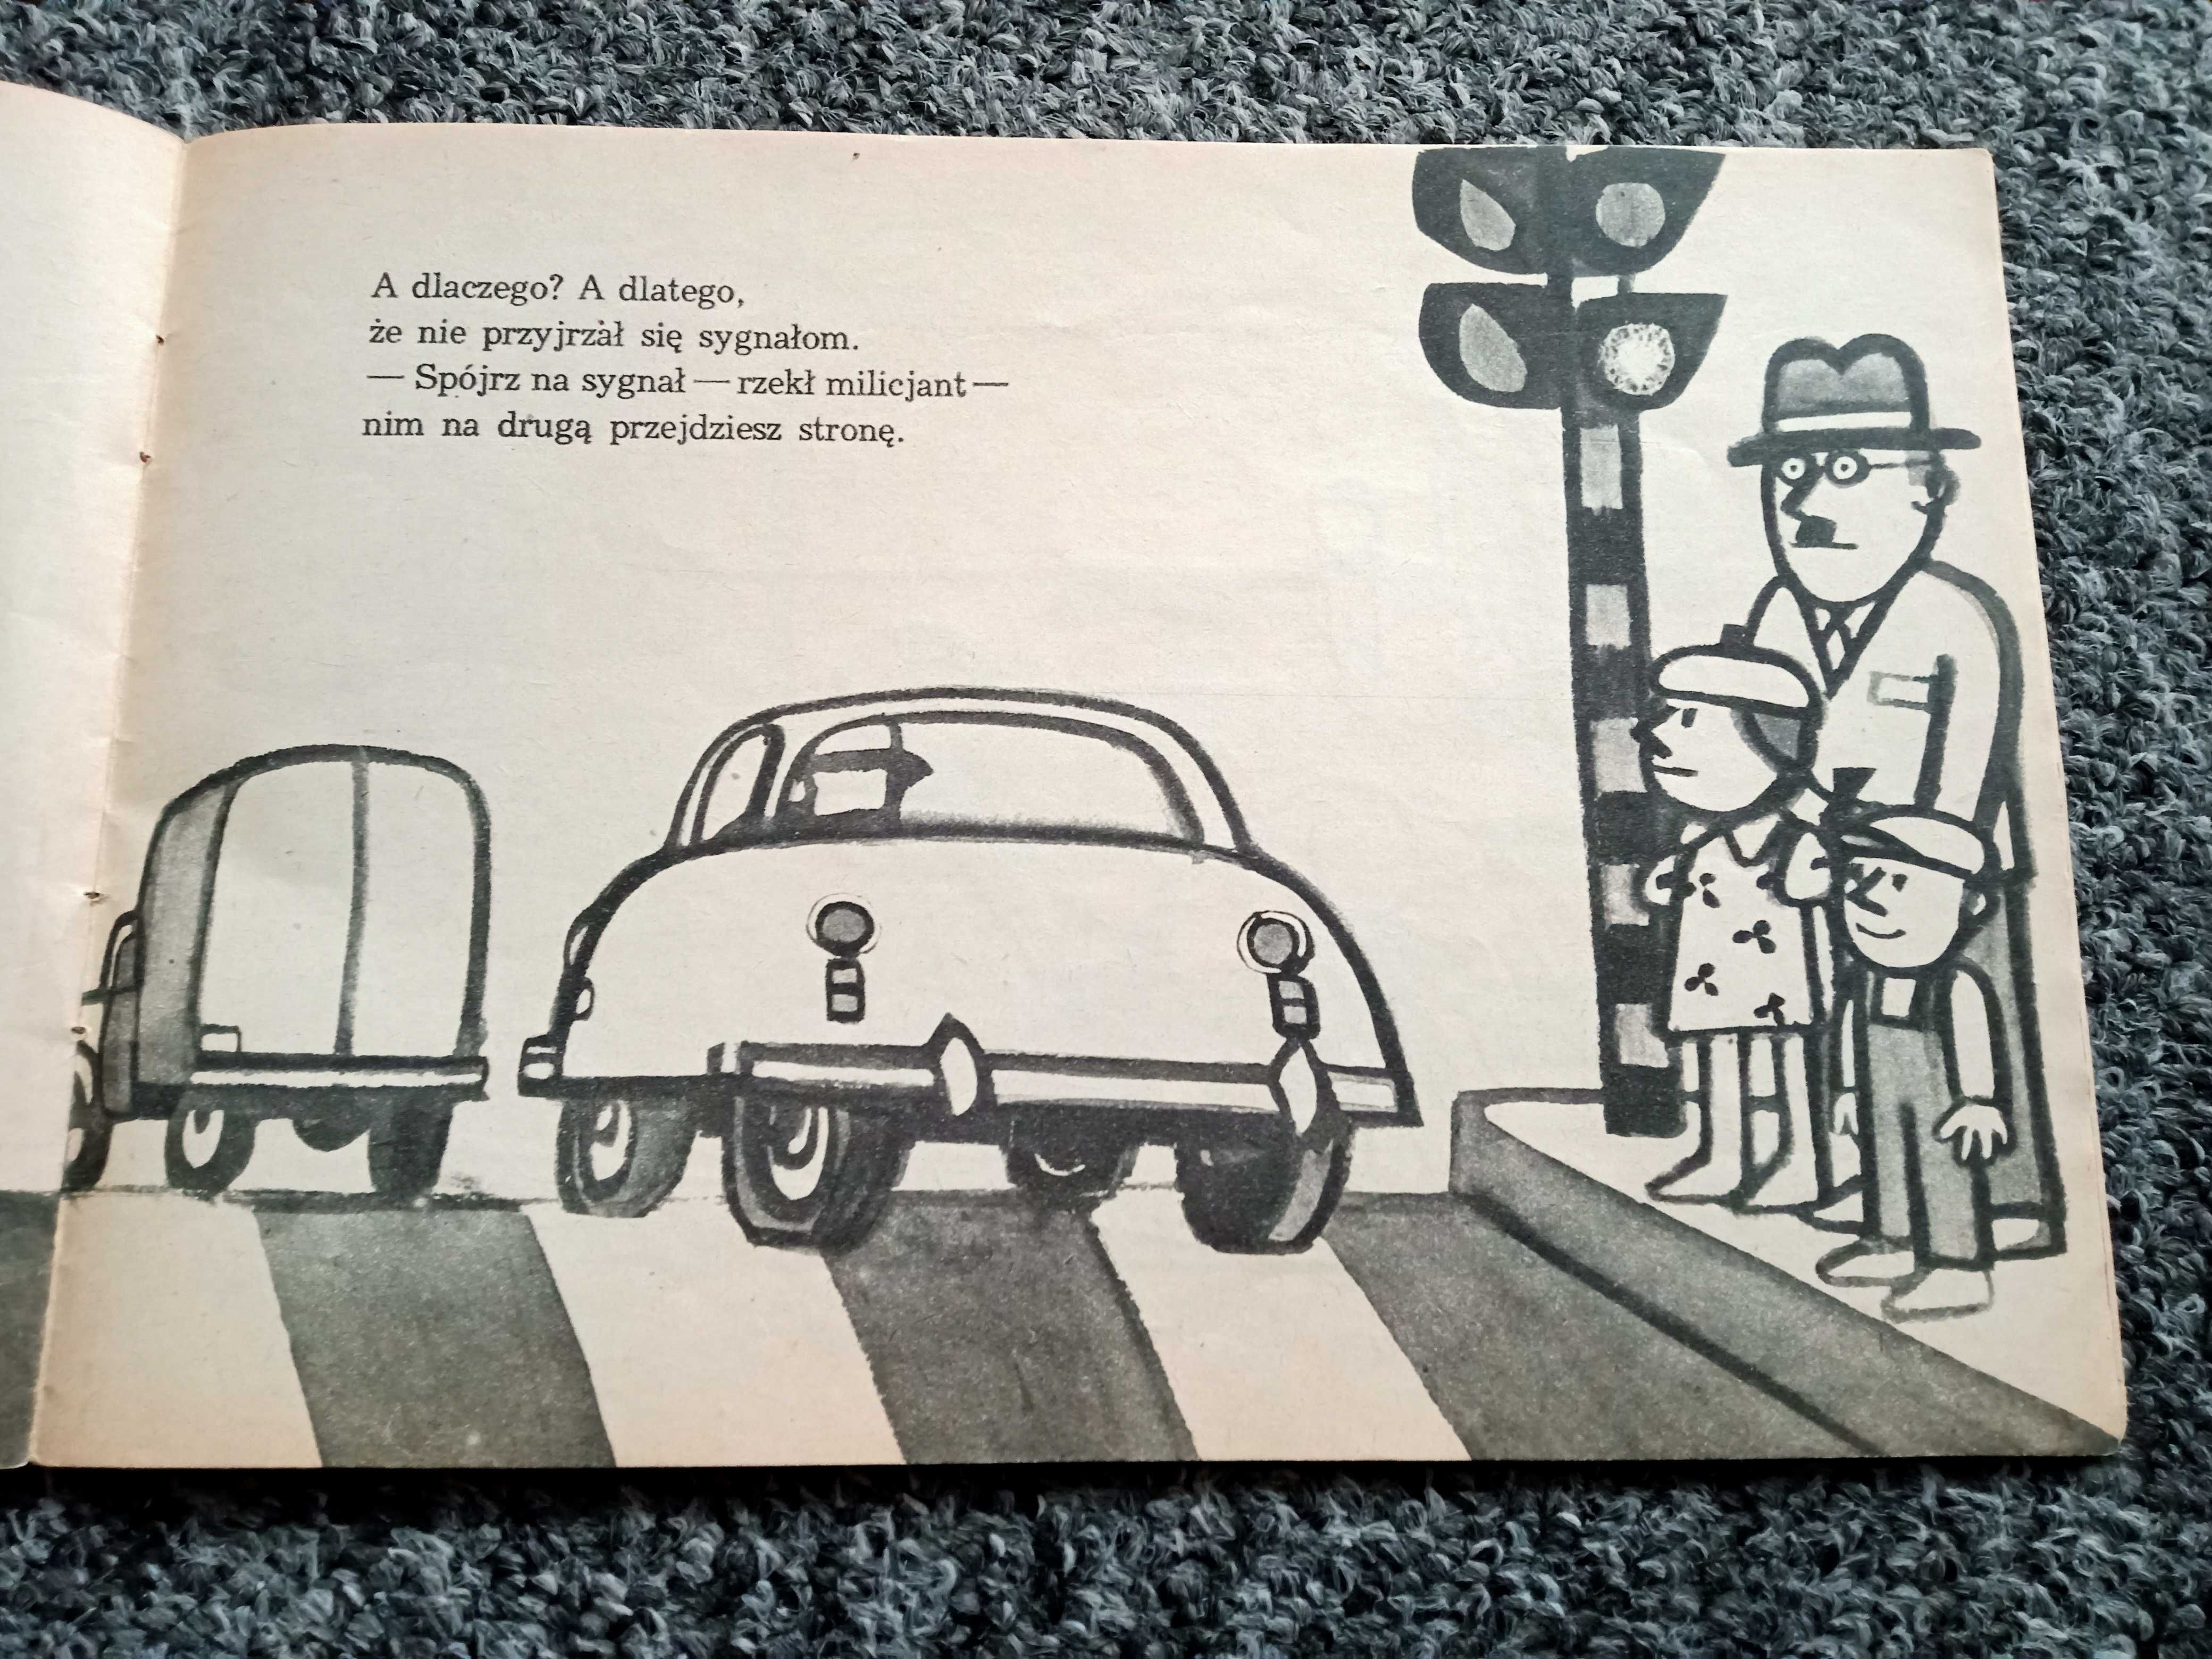 A dlaczego? A dlatego,
że nie przyjrzał się sygnałom.
— Spójrz na sygnał — rzekł milicjant —
nim na drugą przejdziesz stronę.